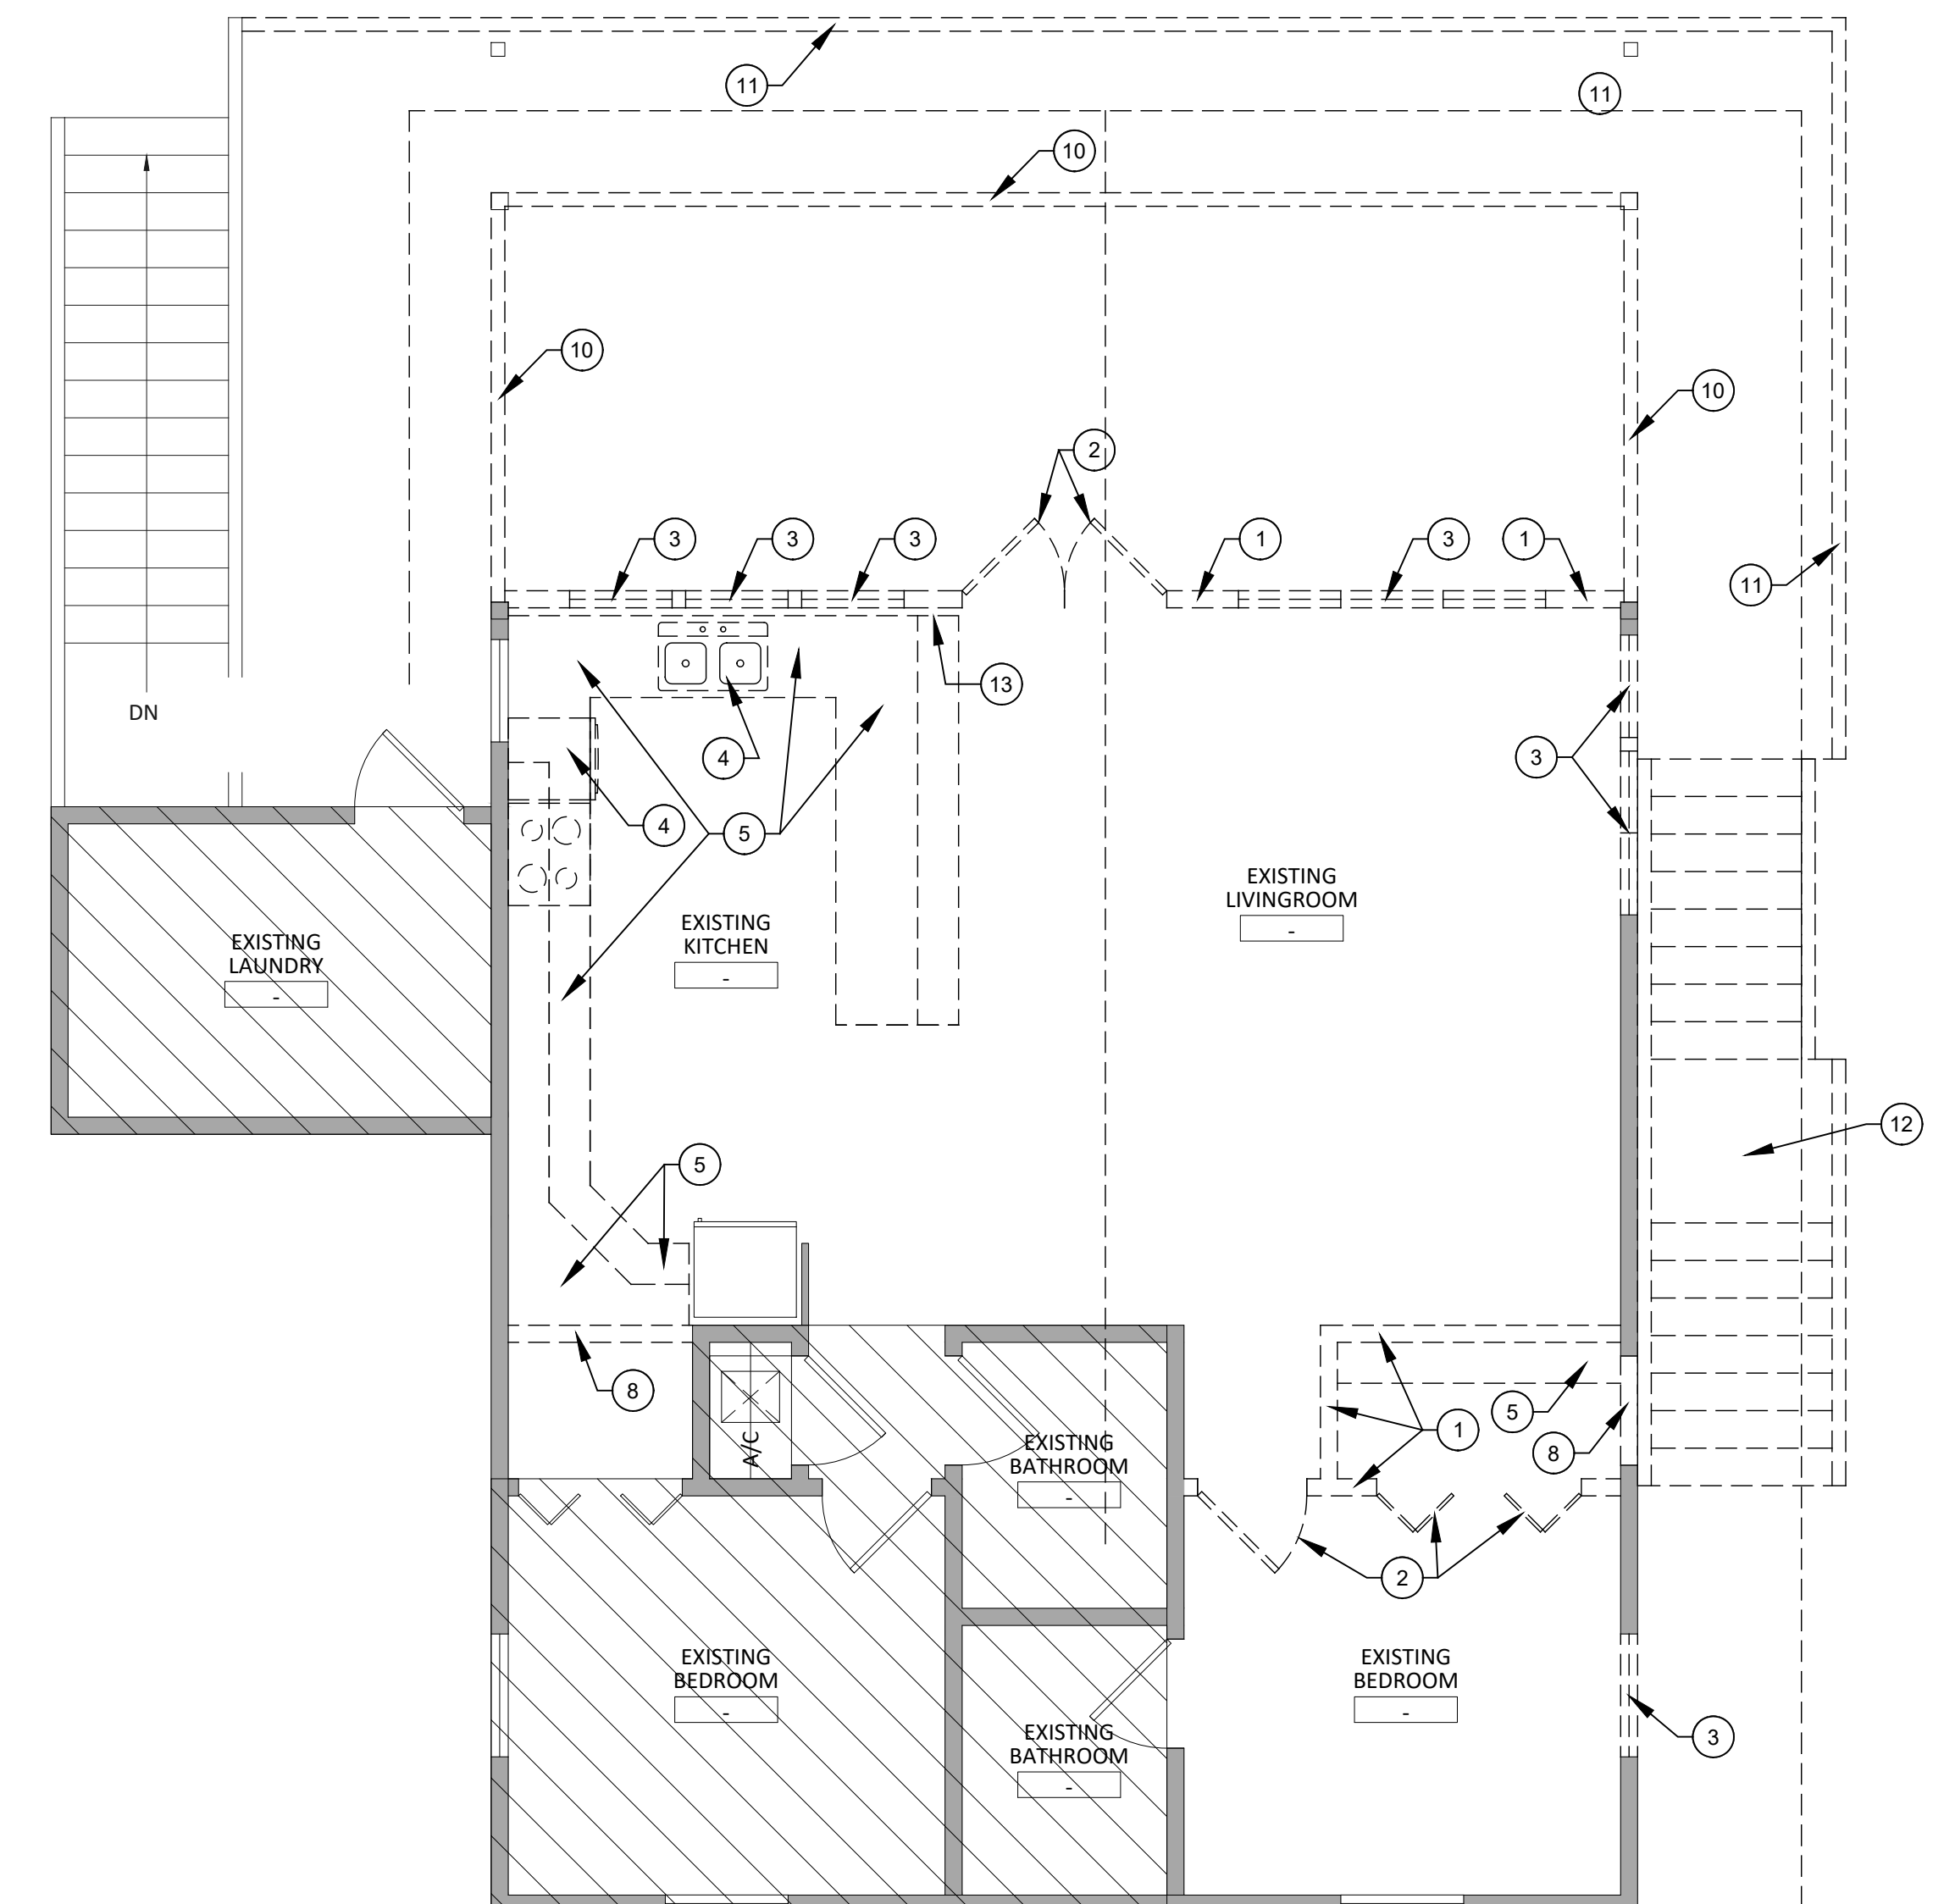 11
11
10
10
10
2
3
3
3
1
3
1
11
13
DN
4
3
4
5
EXISTING
LIVINGROOM
-
EXISTING
KITCHEN
-
EXISTING
LAUNDRY
-
12
5
8
5
1
8
A/C
EXISTING
BATHROOM
-
2
EXISTING
BEDROOM
-
EXISTING
BEDROOM
-
EXISTING
BATHROOM
-
3